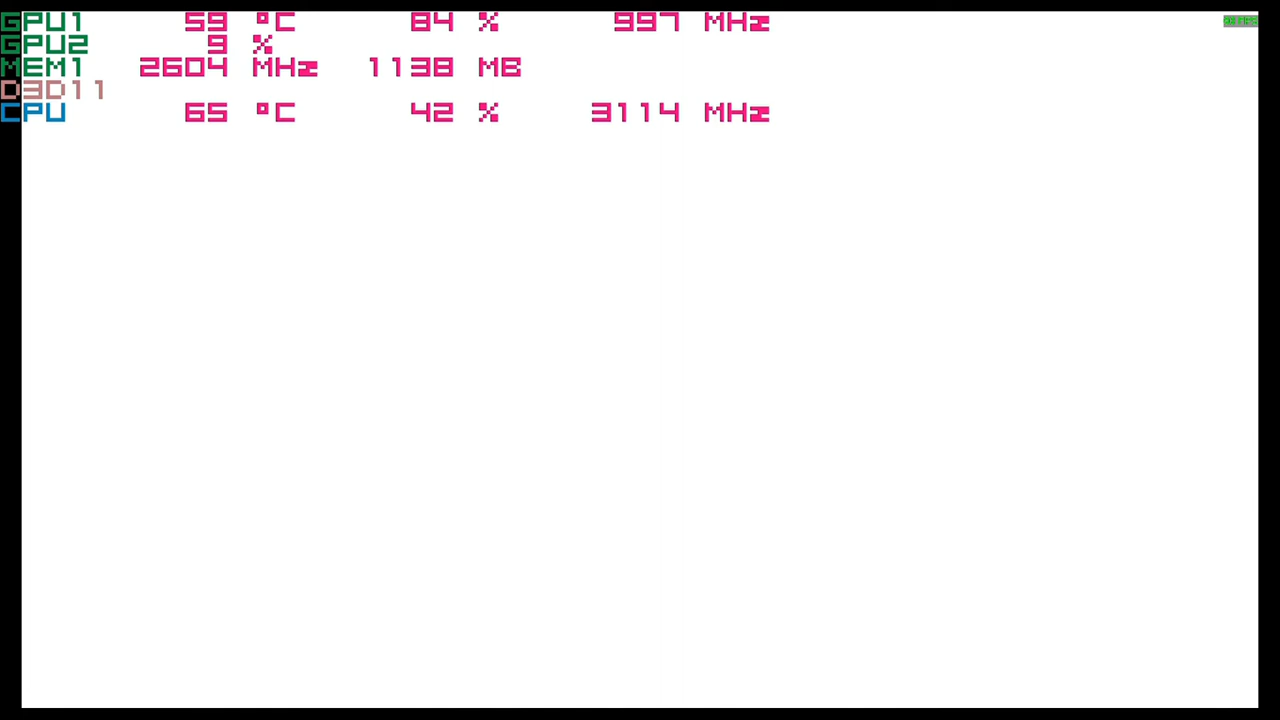 GPU1 59 °C 84 % 997 MHz
GPU2 9 %
MEM1 2604 MHz 1138 MB
D3D11
CPU 65 °C 42 % 3114 MHz